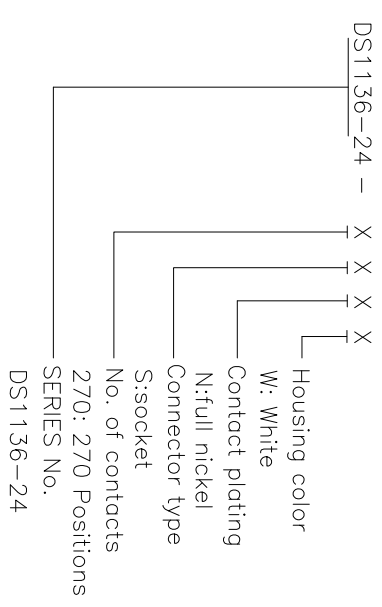 DS1136-24 - X X X X
Housing color
W: White
Contact plating
N:full nickel
Connector type
S:socket
No. of contacts
270: 270 Positions
SERIES No.
DS1136-24